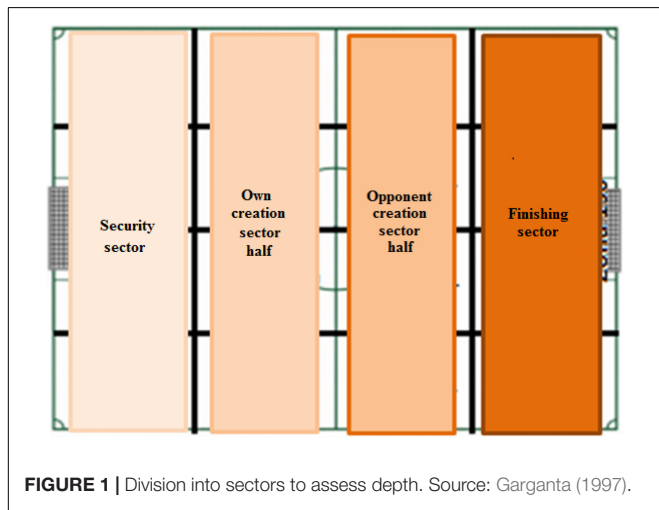 Security
sector
Own
creation
sector
half
Opponent
creation
sector
half
Finishing
sector
FIGURE 1 | Division into sectors to assess depth. Source: Garganta (1997).